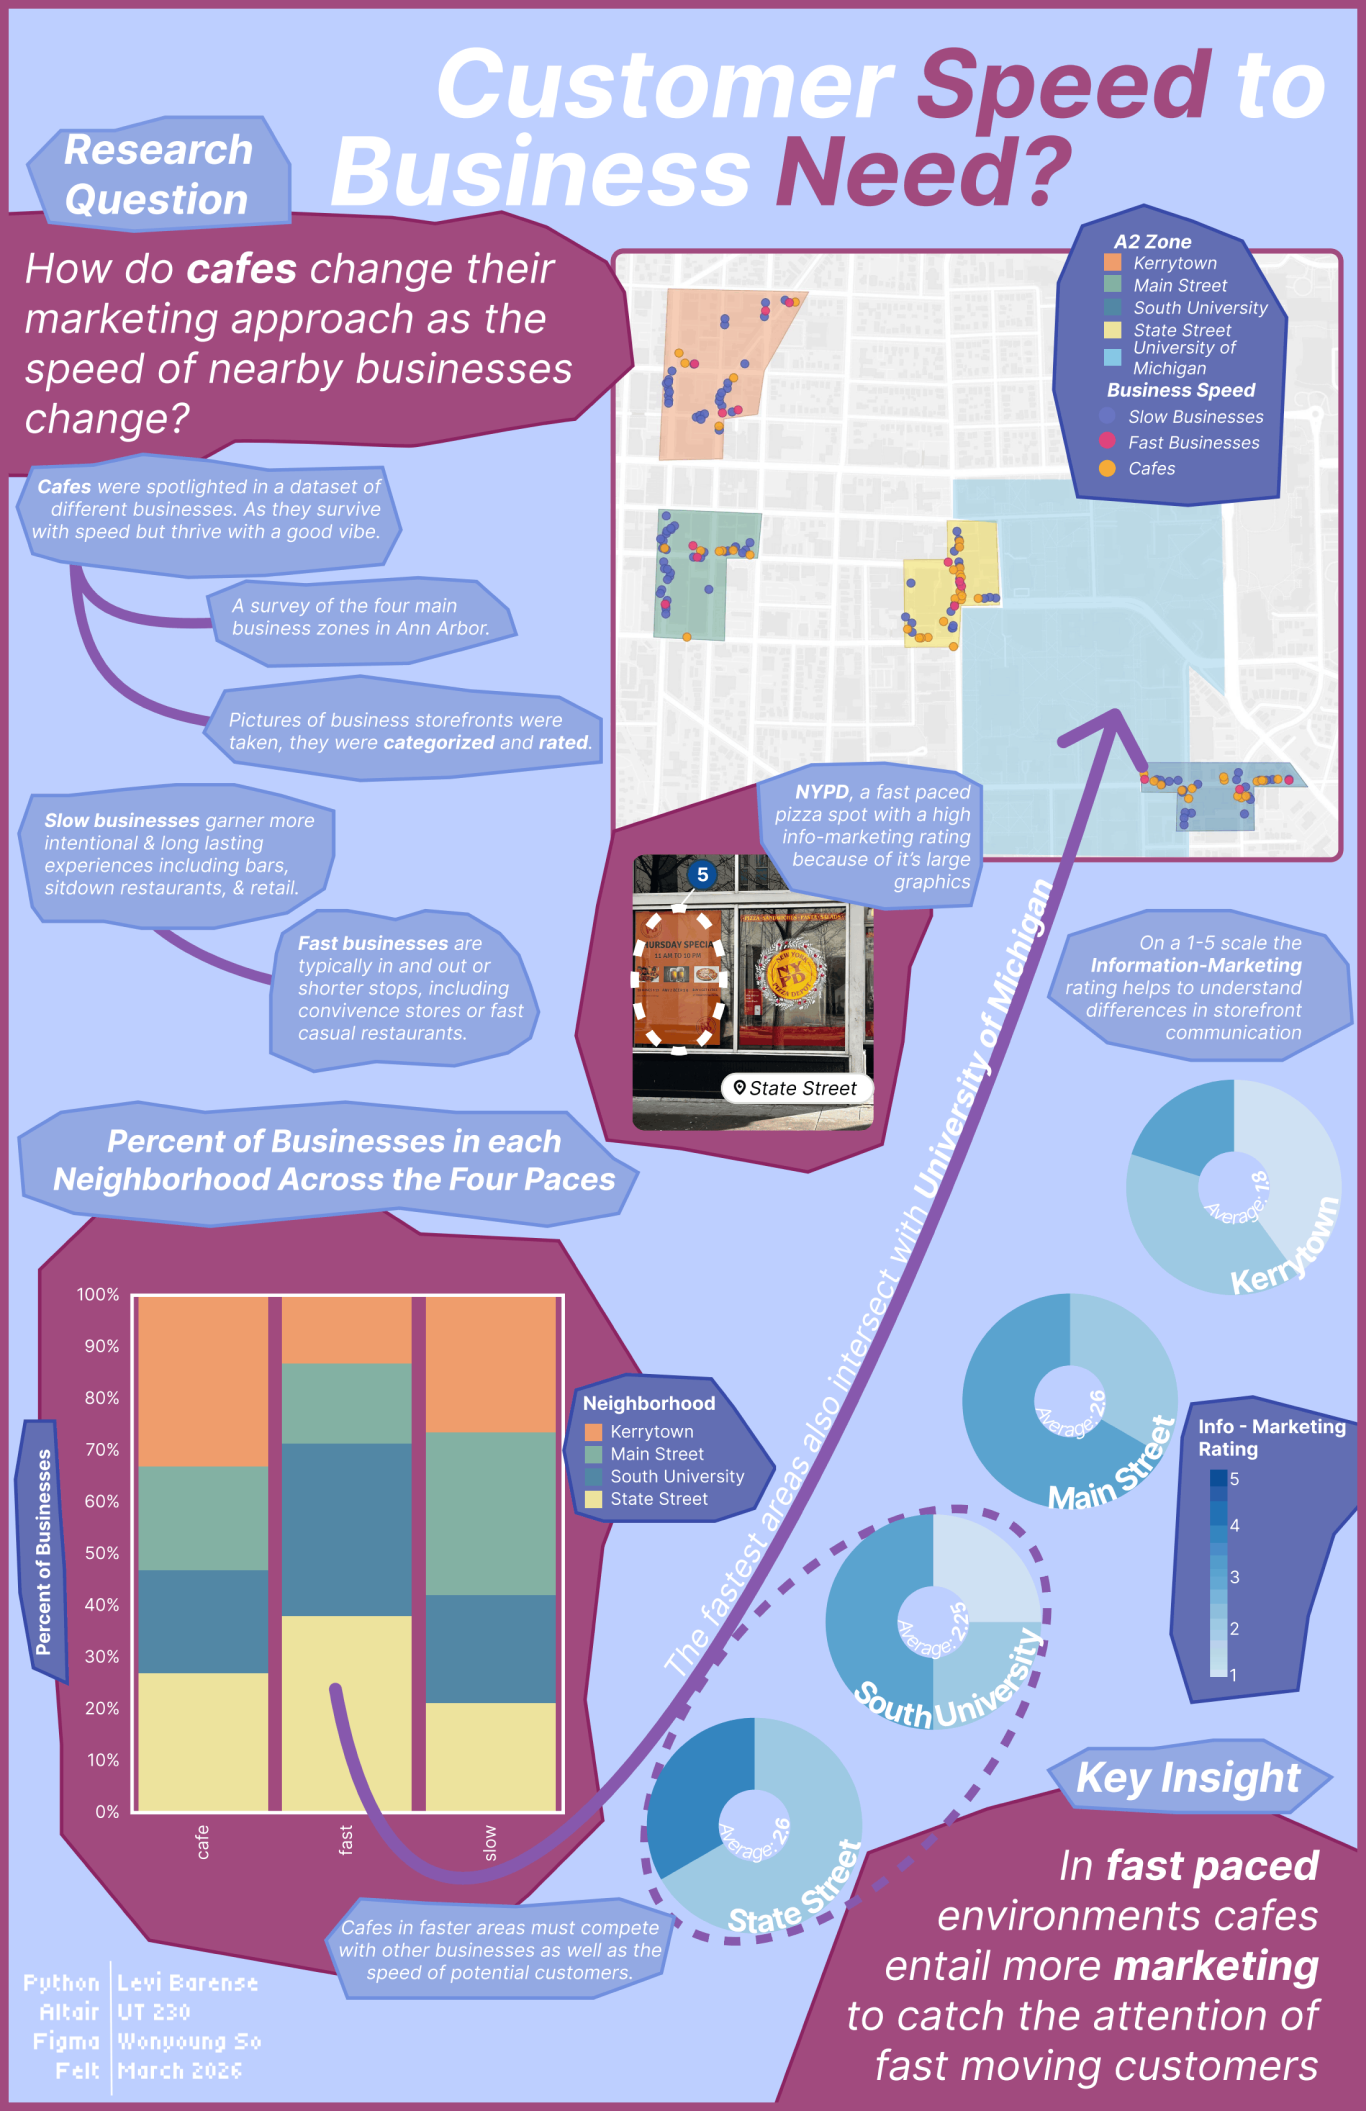 Customer Speed to
Business Need?
Research
Question
How do cafes change their
marketing approach as the
speed of nearby businesses
change?
A2 Zone
Kerrytown
Main Street
South University
State Street
University of
Michigan
Business Speed
Slow Businesses
Fast Businesses
Cafes
Cafes were spotlighted in a dataset of
different businesses. As they survive
with speed but thrive with a good vibe.
A survey of the four main
business zones in Ann Arbor.
Pictures of business storefronts were
taken, they were categorized and rated.
Slow businesses garner more
intentional & long lasting
experiences including bars,
sitdown restaurants, & retail.
Fast businesses are
typically in and out or
shorter stops, including
convivence stores or fast
casual restaurants.
NYPD, a fast paced
pizza spot with a high
info-marketing rating
because of it's large
graphics
5
URSDAY SPECIA
11 AM TO 10 PM
NEW YORK
NY
PD
PIZZA DEPOT
State Street
On a 1-5 scale the
Information-Marketing
rating helps to understand
differences in storefront
communication
The fastest areas also intersect with University of Michigan
Percent of Businesses in each
Neighborhood Across the Four Paces
100%
90%
80%
70%
60%
50%
40%
30%
20%
10%
0%
Percent of Businesses
cafe
fast
slow
Neighborhood
Kerrytown
Main Street
South University
State Street
Average: 1.8
Kerrytown
Average: 2.6
Main Street
Average: 2.25
South University
Average: 2.6
State Street
Info - Marketing
Rating
5
4
3
2
1
Cafes in faster areas must compete
with other businesses as well as the
speed of potential customers.
Key Insight
In fast paced
environments cafes
entail more marketing
to catch the attention of
fast moving customers
Python Levi Barense
Altair UT 230
Figma Wonyoung So
Felt March 2026